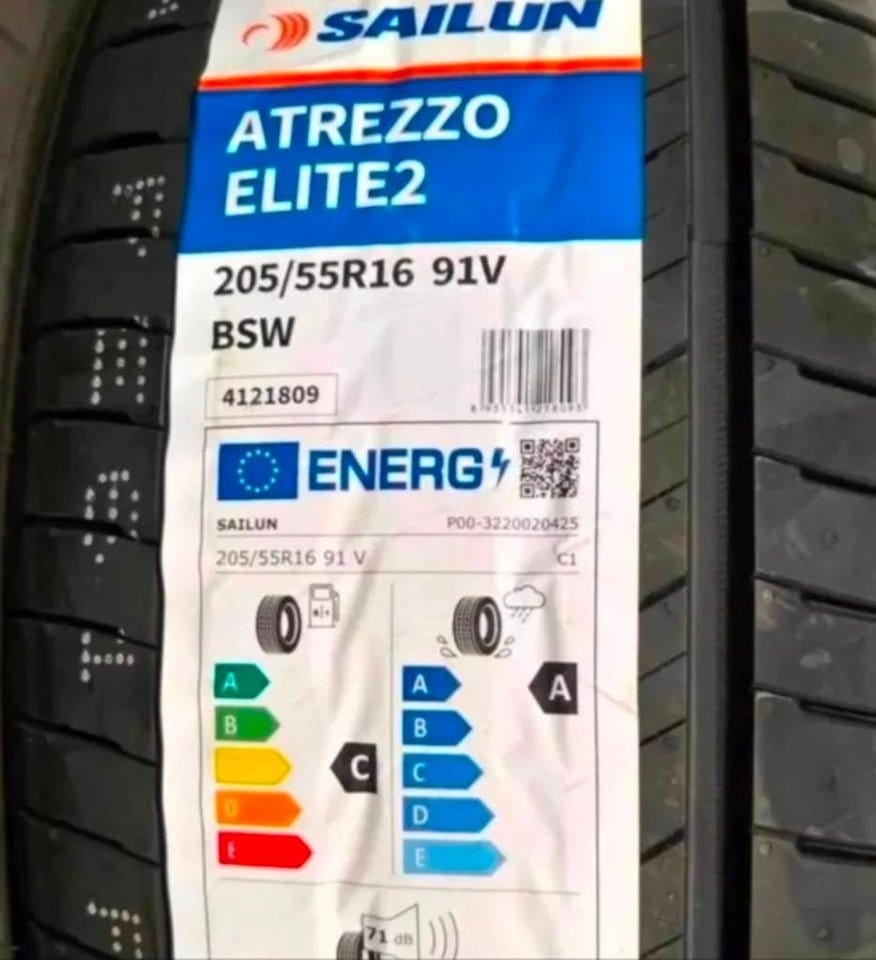 SAILUN
ATREZZO
ELITE2
205/55R16 91V
BSW
4121809
ENERG
SAILUN P00-3220020425
205/55R16 91 V C1
A A A
B B
C C
D D
E E
71 dB